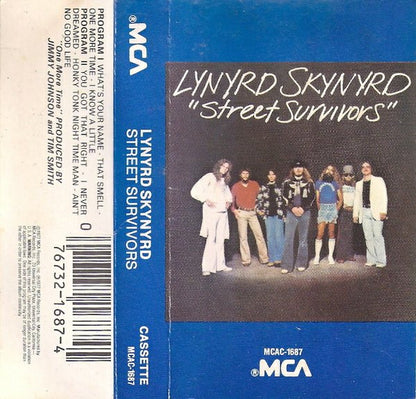 PROGRAM I WHAT'S YOUR NAME · THAT SMELL ·
ONE MORE TIME · I KNOW A LITTLE
PROGRAM II YOU GOT THAT RIGHT · I NEVER
DREAMED · HONKY TONK NIGHT TIME MAN · AIN'T
NO GOOD LIFE
"One More Time" PRODUCED BY
JIMMY JOHNSON and TIM SMITH
0
76732-1687-4
MCA®
LYNYRD SKYNYRD
STREET SURVIVORS
CASSETTE
MCAC-1687
LYNYRD SKYNYRD
"Street Survivors"
MCAC-1687
®MCA